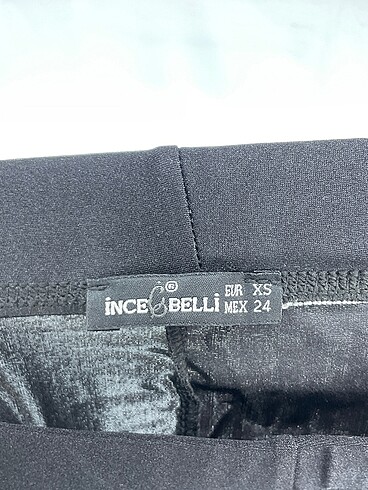 İNCE BELLİ ® EUR XS
MEX 24